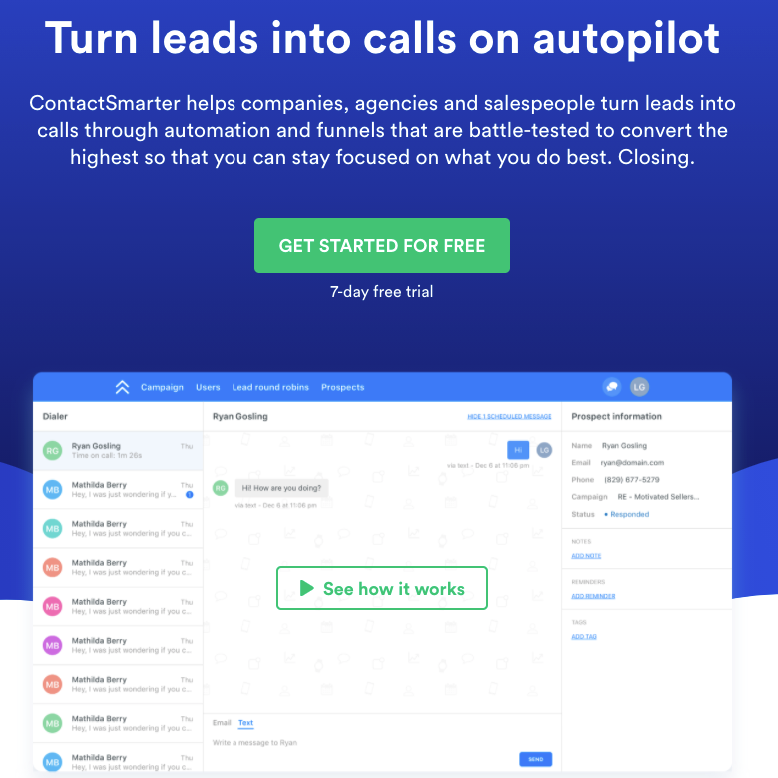 Turn leads into calls on autopilot
ContactSmarter helps companies, agencies and salespeople turn leads into
calls through automation and funnels that are battle-tested to convert the
highest so that you can stay focused on what you do best. Closing.
GET STARTED FOR FREE
7-day free trial
Campaign Users Lead round robins Prospects
LG
Dialer
RG
Ryan Gosling Thu
Time on call: 1m 26s
MB
Mathilda Berry Thu
Hey, I was just wondering if y... 1
MB
Mathilda Berry Thu
Hey, I was just wondering if you c...
MB
Mathilda Berry Thu
Hey, I was just wondering if you c...
MB
Mathilda Berry Thu
Hey, I was just wondering if you c...
MB
Mathilda Berry Thu
Hey, I was just wondering if you c...
MB
Mathilda Berry Thu
Hey, I was just wondering if you c...
MB
Mathilda Berry Thu
Hey, I was just wondering if you c...
MB
Mathilda Berry Thu
Hey, I was just wondering if you c...
Ryan Gosling
HIDE 1 SCHEDULED MESSAGE
Hi
LG
via text - Dec 6 at 11:06 pm
RG
Hi! How are you doing?
via text - Dec 6 at 11:06 pm
See how it works
Email Text
Write a message to Ryan
SEND
Prospect information
Name Ryan Gosling
Email ryan@domain.com
Phone (829) 677-5279
Campaign RE - Motivated Sellers...
Status • Responded
NOTES
ADD NOTE
REMINDERS
ADD REMINDER
TAGS
ADD TAG